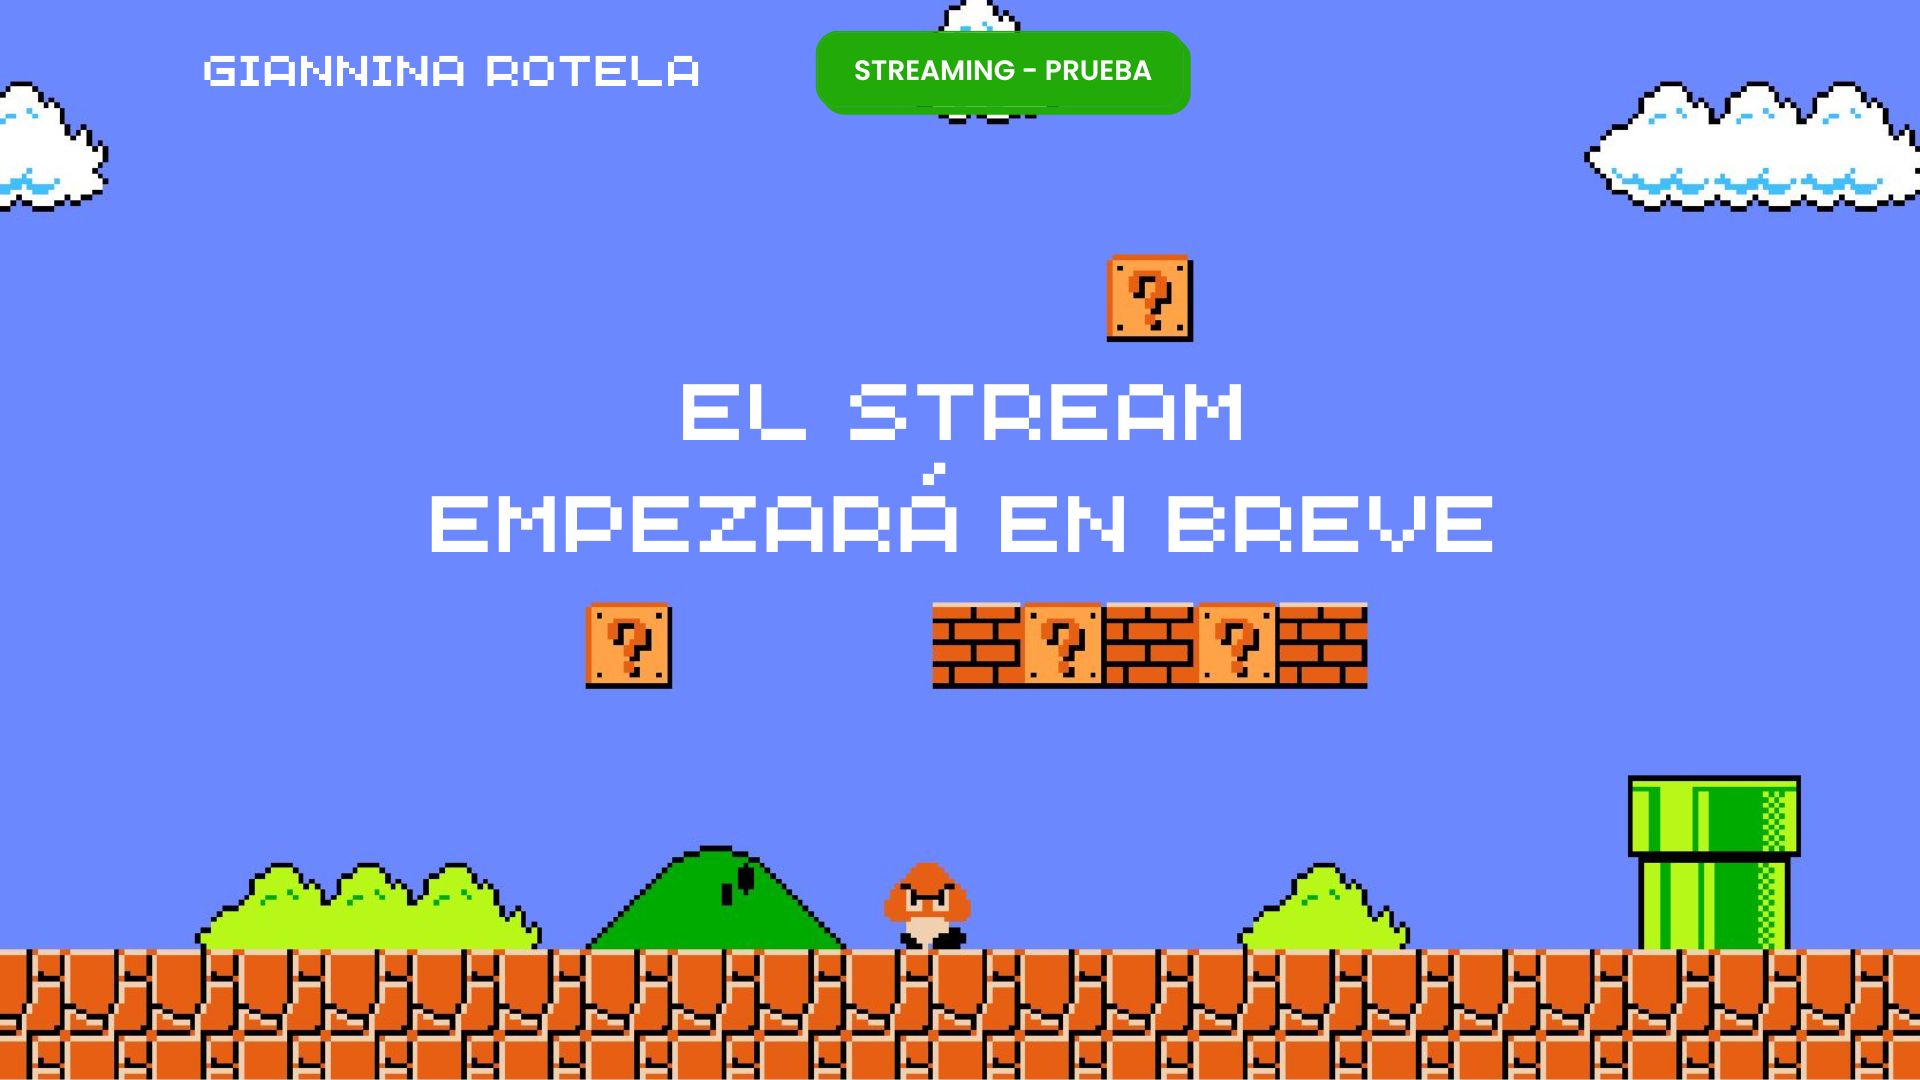 GIANNINA ROTELA
STREAMING - PRUEBA
?
EL STREAM
EMPEZARÁ EN BREVE
? ? ?